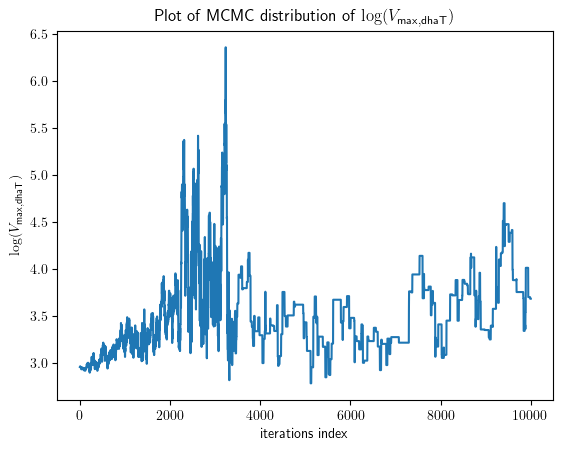 Plot of MCMC distribution of log(V_max,dhaT)
6.5
6.0
5.5
5.0
4.5
4.0
3.5
3.0
log(V_max,dhaT)
0 2000 4000 6000 8000 10000
iterations index